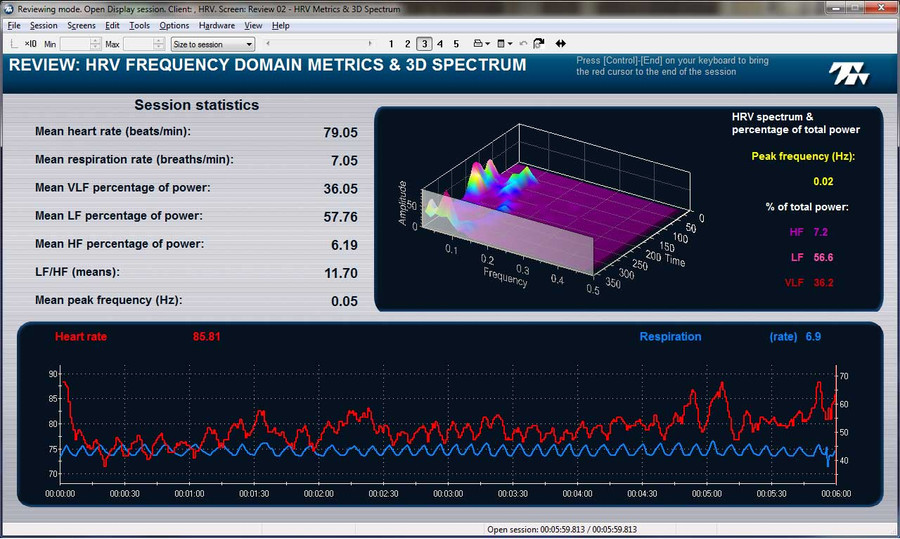 Reviewing mode. Open Display session. Client: , HRV. Screen: Review 02 - HRV Metrics & 3D Spectrum
File Session Screens Edit Tools Options Hardware View Help
×I0 Min Max Size to session 1 2 3 4 5
REVIEW: HRV FREQUENCY DOMAIN METRICS & 3D SPECTRUM
Press [Control]-[End] on your keyboard to bring
the red cursor to the end of the session
Session statistics
Mean heart rate (beats/min): 79.05
Mean respiration rate (breaths/min): 7.05
Mean VLF percentage of power: 36.05
Mean LF percentage of power: 57.76
Mean HF percentage of power: 6.19
LF/HF (means): 11.70
Mean peak frequency (Hz): 0.05
Amplitude
50
0
0.1
0.2
0.3
0.4
0.5
Frequency
0
50
100
150
200
250
300
350
Time
HRV spectrum &
percentage of total power
Peak frequency (Hz):
0.02
% of total power:
HF 7.2
LF 56.6
VLF 36.2
Heart rate 85.81 Respiration (rate) 6.9
90
85
80
75
70
70
60
50
40
00:00:00 00:00:30 00:01:00 00:01:30 00:02:00 00:02:30 00:03:00 00:03:30 00:04:00 00:04:30 00:05:00 00:05:30 00:06:00
Open session: 00:05:59.813 / 00:05:59.813